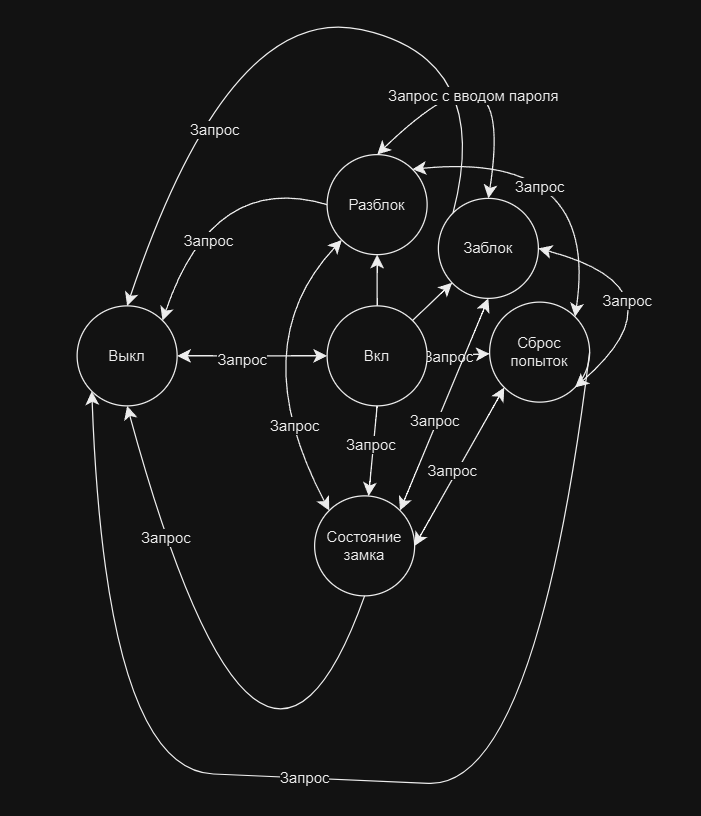 Запрос с вводом пароля
Запрос
Запрос
Разблок
Запрос
Заблок
Запрос
Выкл
Запрос
Вкл
Запрос
Сброс
попыток
Запрос
Запрос
Запрос
Запрос
Состояние
замка
Запрос
Запрос